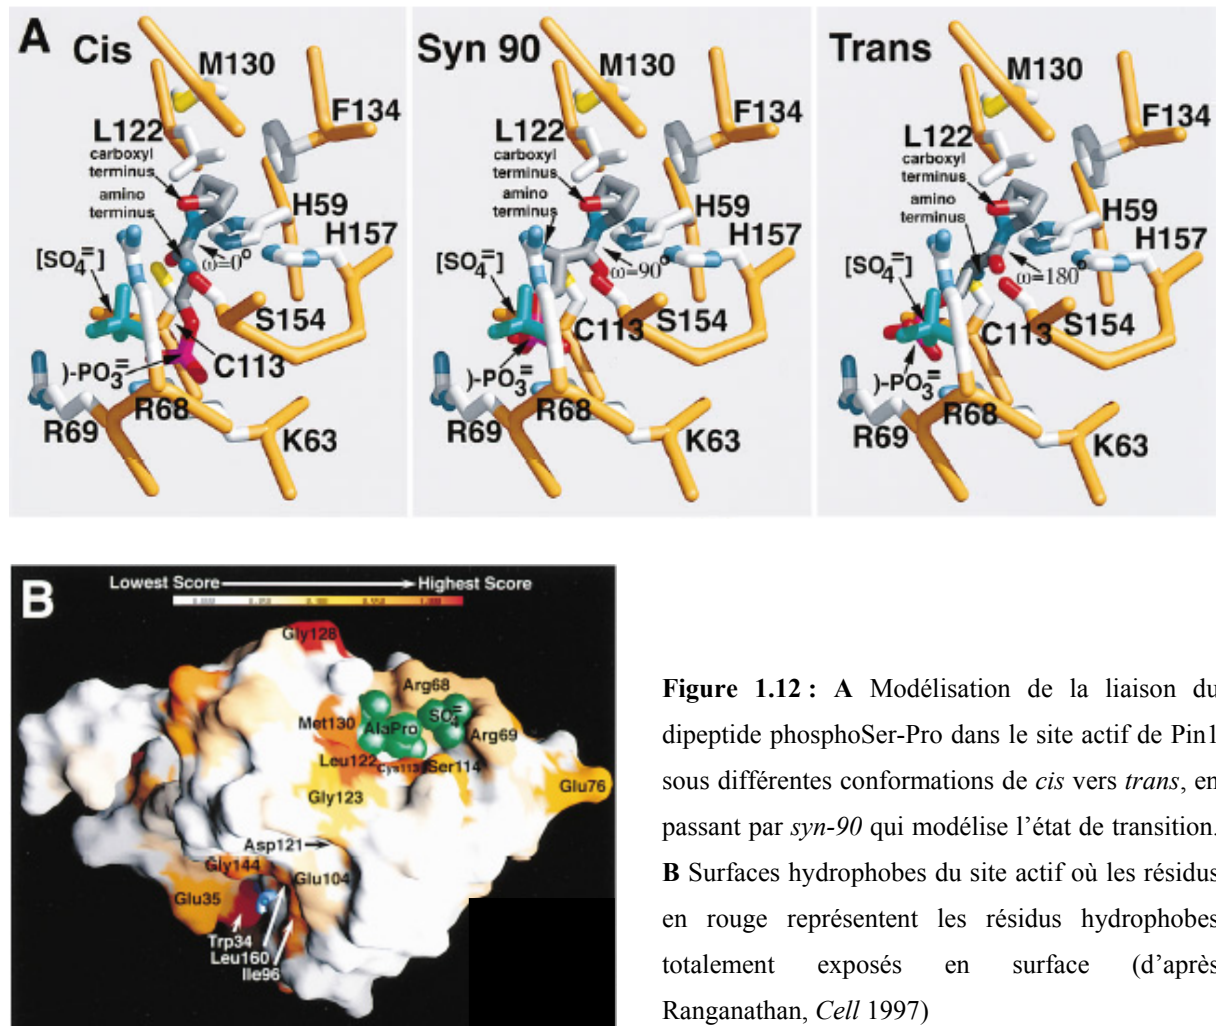 A
Cis
M130
F134
L122
carboxyl
terminus
amino
terminus
H59
H157
[SO4=]
ω=0°
S154
C113
)-PO3=
R68
R69
K63
Syn 90
M130
F134
L122
carboxyl
terminus
amino
terminus
H59
H157
[SO4=]
ω=90°
S154
C113
)-PO3=
R68
R69
K63
Trans
M130
F134
L122
carboxyl
terminus
amino
terminus
H59
H157
[SO4=]
ω=180°
S154
C113
)-PO3=
R68
R69
K63
B
Lowest Score
Highest Score
Gly128
Arg68
Met130
AlaPro
SO4=
Arg69
Leu122
Cys113
Ser114
Glu76
Gly123
Asp121
Gly144
Glu104
Glu35
Trp34
Leu160
Ile96
Figure 1.12 : A Modélisation de la liaison du
dipeptide phosphoSer-Pro dans le site actif de Pin1
sous différentes conformations de cis vers trans, en
passant par syn-90 qui modélise l’état de transition.
B Surfaces hydrophobes du site actif où les résidus
en rouge représentent les résidus hydrophobes
totalement exposés en surface (d’après
Ranganathan, Cell 1997)